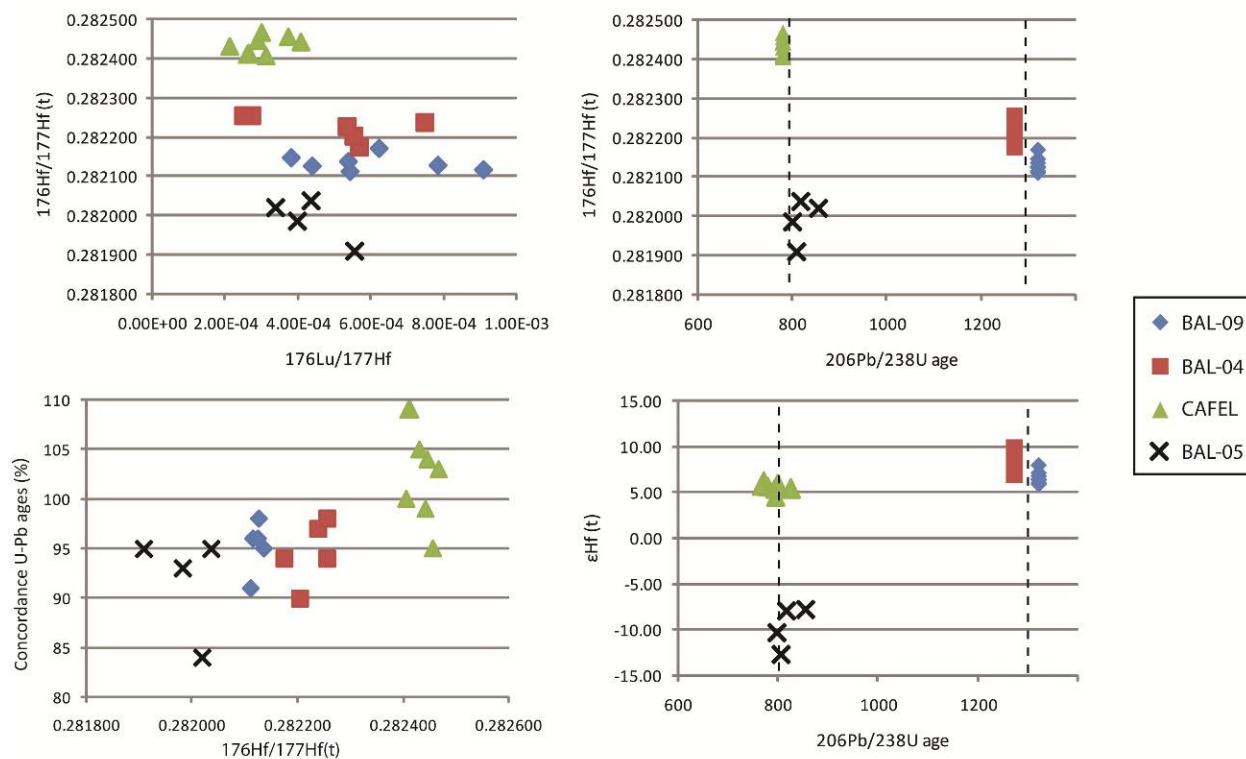 0.282500
0.282400
0.282300
0.282200
0.282100
0.282000
0.281900
0.281800
176Hf/177Hf (t)
0.00E+00 2.00E-04 4.00E-04 6.00E-04 8.00E-04 1.00E-03
176Lu/177Hf
0.282500
0.282400
0.282300
0.282200
0.282100
0.282000
0.281900
0.281800
176Hf/177Hf (t)
600 800 1000 1200
206Pb/238U age
110
105
100
95
90
85
80
Concordance U-Pb ages (%)
0.281800 0.282000 0.282200 0.282400 0.282600
176Hf/177Hf(t)
15.00
10.00
5.00
0.00
-5.00
-10.00
-15.00
εHf (t)
600 800 1000 1200
206Pb/238U age
BAL-09
BAL-04
CAFEL
BAL-05